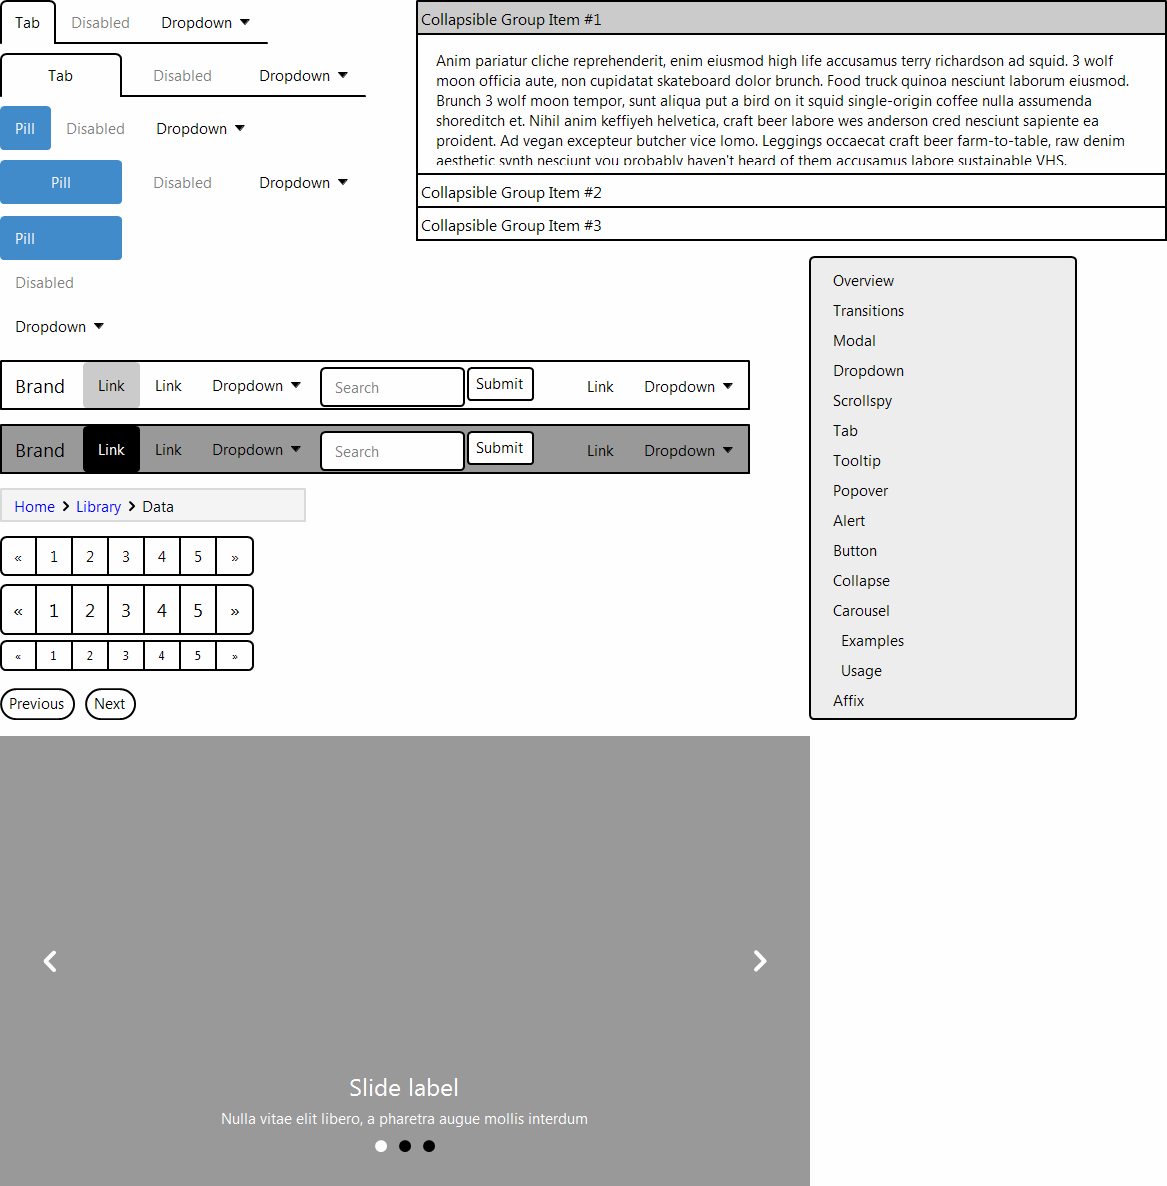 Tab Disabled Dropdown
Tab Disabled Dropdown
Pill Disabled Dropdown
Pill Disabled Dropdown
Pill
Disabled
Dropdown
Collapsible Group Item #1
Anim pariatur cliche reprehenderit, enim eiusmod high life accusamus terry richardson ad squid. 3 wolf
moon officia aute, non cupidatat skateboard dolor brunch. Food truck quinoa nesciunt laborum eiusmod.
Brunch 3 wolf moon tempor, sunt aliqua put a bird on it squid single-origin coffee nulla assumenda
shoreditch et. Nihil anim keffiyeh helvetica, craft beer labore wes anderson cred nesciunt sapiente ea
proident. Ad vegan excepteur butcher vice lomo. Leggings occaecat craft beer farm-to-table, raw denim
aesthetic synth nesciunt you probably haven't heard of them accusamus labore sustainable VHS.
Collapsible Group Item #2
Collapsible Group Item #3
Brand Link Link Dropdown Search Submit Link Dropdown
Brand Link Link Dropdown Search Submit Link Dropdown
Home Library Data
« 1 2 3 4 5 »
« 1 2 3 4 5 »
« 1 2 3 4 5 »
Previous Next
Overview
Transitions
Modal
Dropdown
Scrollspy
Tab
Tooltip
Popover
Alert
Button
Collapse
Carousel
Examples
Usage
Affix
Slide label
Nulla vitae elit libero, a pharetra augue mollis interdum